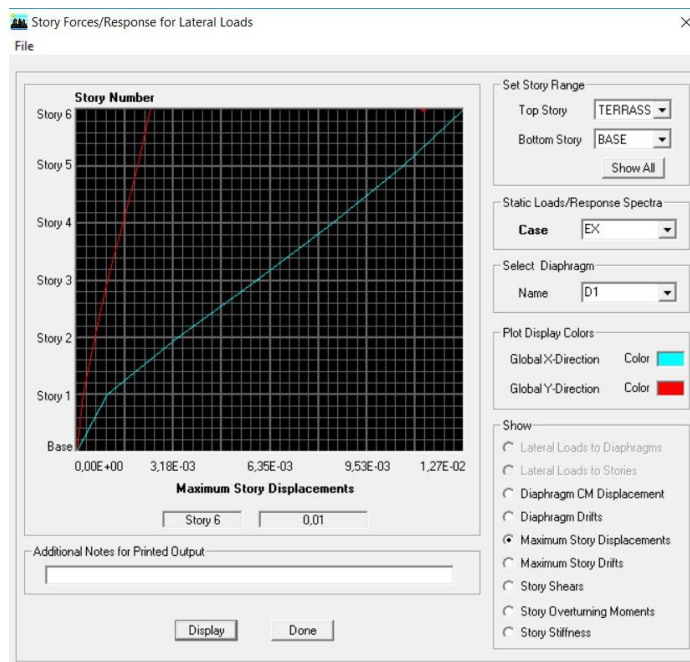 Story Forces/Response for Lateral Loads
File
Story Number
Story 6
Story 5
Story 4
Story 3
Story 2
Story 1
Base
0,00E+00 3,18E-03 6,35E-03 9,53E-03 1,27E-02
Maximum Story Displacements
Story 6 0,01
Additional Notes for Printed Output
Display Done
Set Story Range
Top Story TERRASS
Bottom Story BASE
Show All
Static Loads/Response Spectra
Case EX
Select Diaphragm
Name D1
Plot Display Colors
Global X-Direction Color
Global Y-Direction Color
Show
Lateral Loads to Diaphragms
Lateral Loads to Stories
Diaphragm CM Displacement
Diaphragm Drifts
Maximum Story Displacements
Maximum Story Drifts
Story Shears
Story Overturning Moments
Story Stiffness